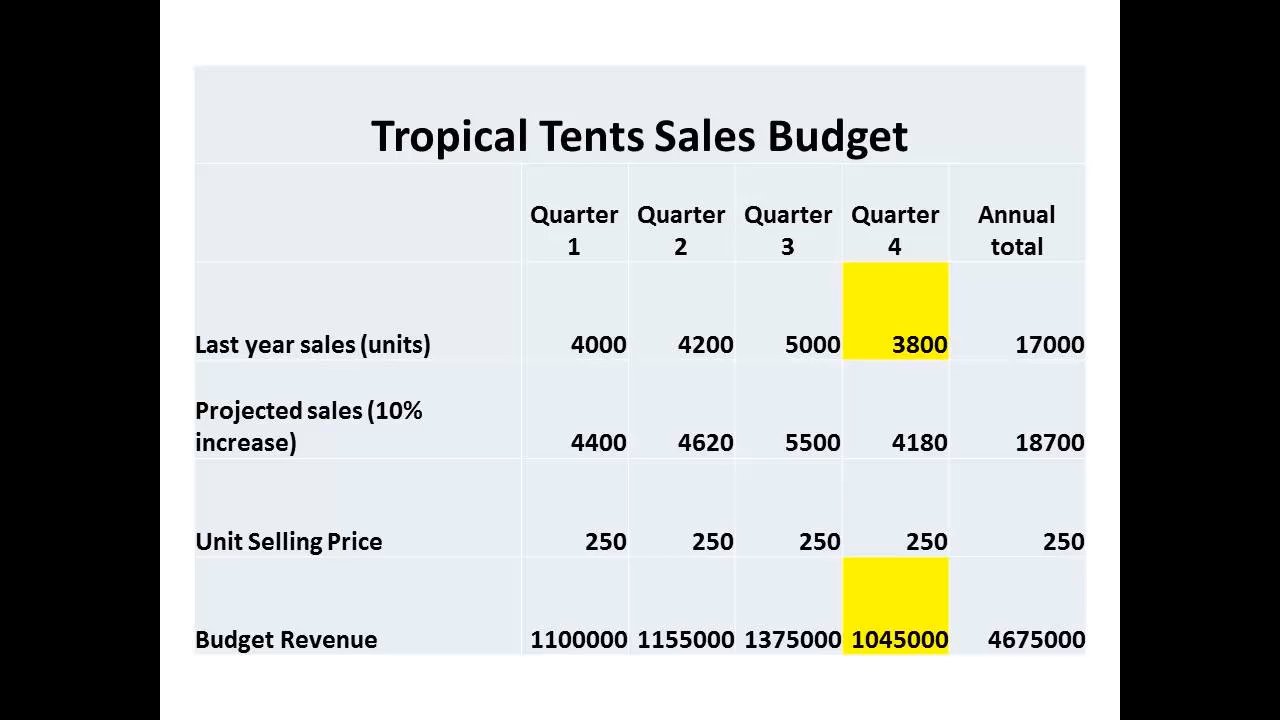 Tropical Tents Sales Budget
Quarter 1 Quarter 2 Quarter 3 Quarter 4 Annual total
Last year sales (units) 4000 4200 5000 3800 17000
Projected sales (10% increase) 4400 4620 5500 4180 18700
Unit Selling Price 250 250 250 250 250
Budget Revenue 1100000 1155000 1375000 1045000 4675000